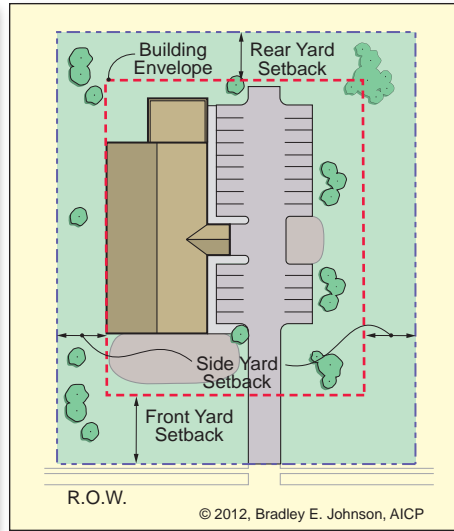 Building
Envelope
Rear Yard
Setback
Side Yard
Setback
Front Yard
Setback
R.O.W.
© 2012, Bradley E. Johnson, AICP